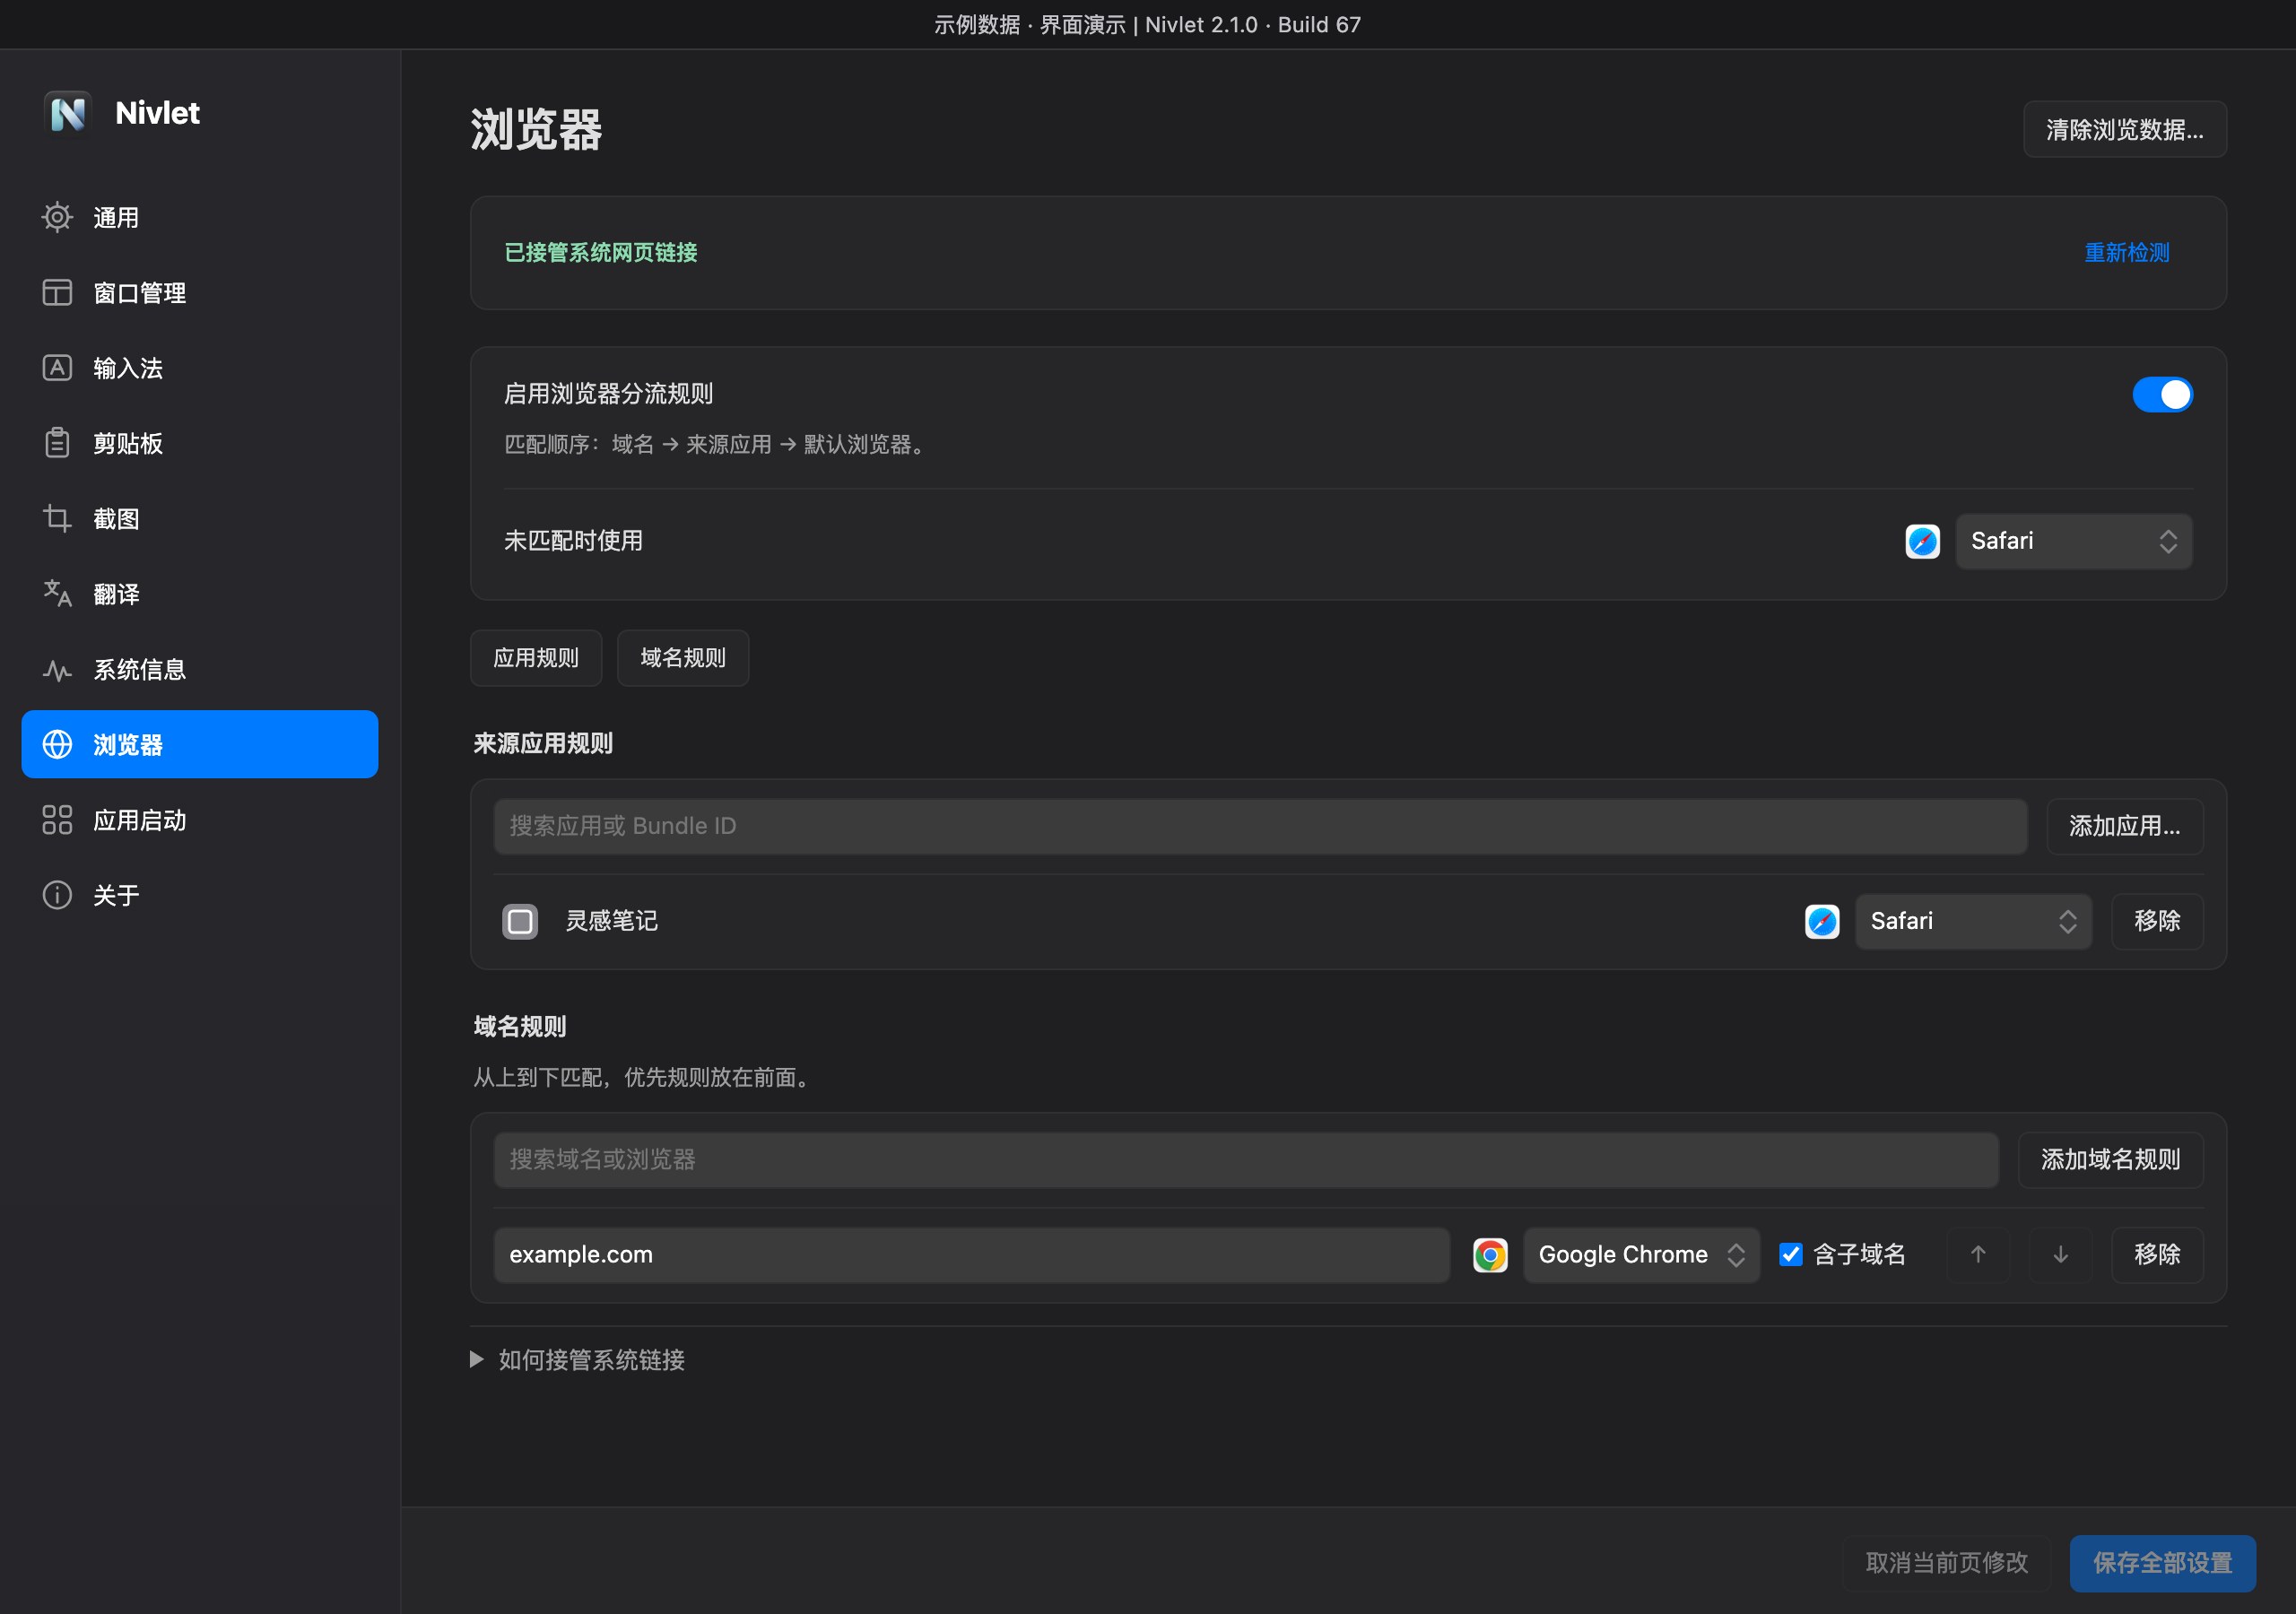 示例数据 · 界面演示 | Nivlet 2.1.0 · Build 67
Nivlet
通用
窗口管理
输入法
剪贴板
截图
翻译
系统信息
浏览器
应用启动
关于
浏览器
清除浏览数据...
已接管系统网页链接
重新检测
启用浏览器分流规则
匹配顺序：域名 → 来源应用 → 默认浏览器。
未匹配时使用
Safari
应用规则
域名规则
来源应用规则
搜索应用或 Bundle ID
添加应用...
灵感笔记
Safari
移除
域名规则
从上到下匹配，优先规则放在前面。
搜索域名或浏览器
添加域名规则
example.com
Google Chrome
含子域名
↑
↓
移除
如何接管系统链接
取消当前页修改
保存全部设置